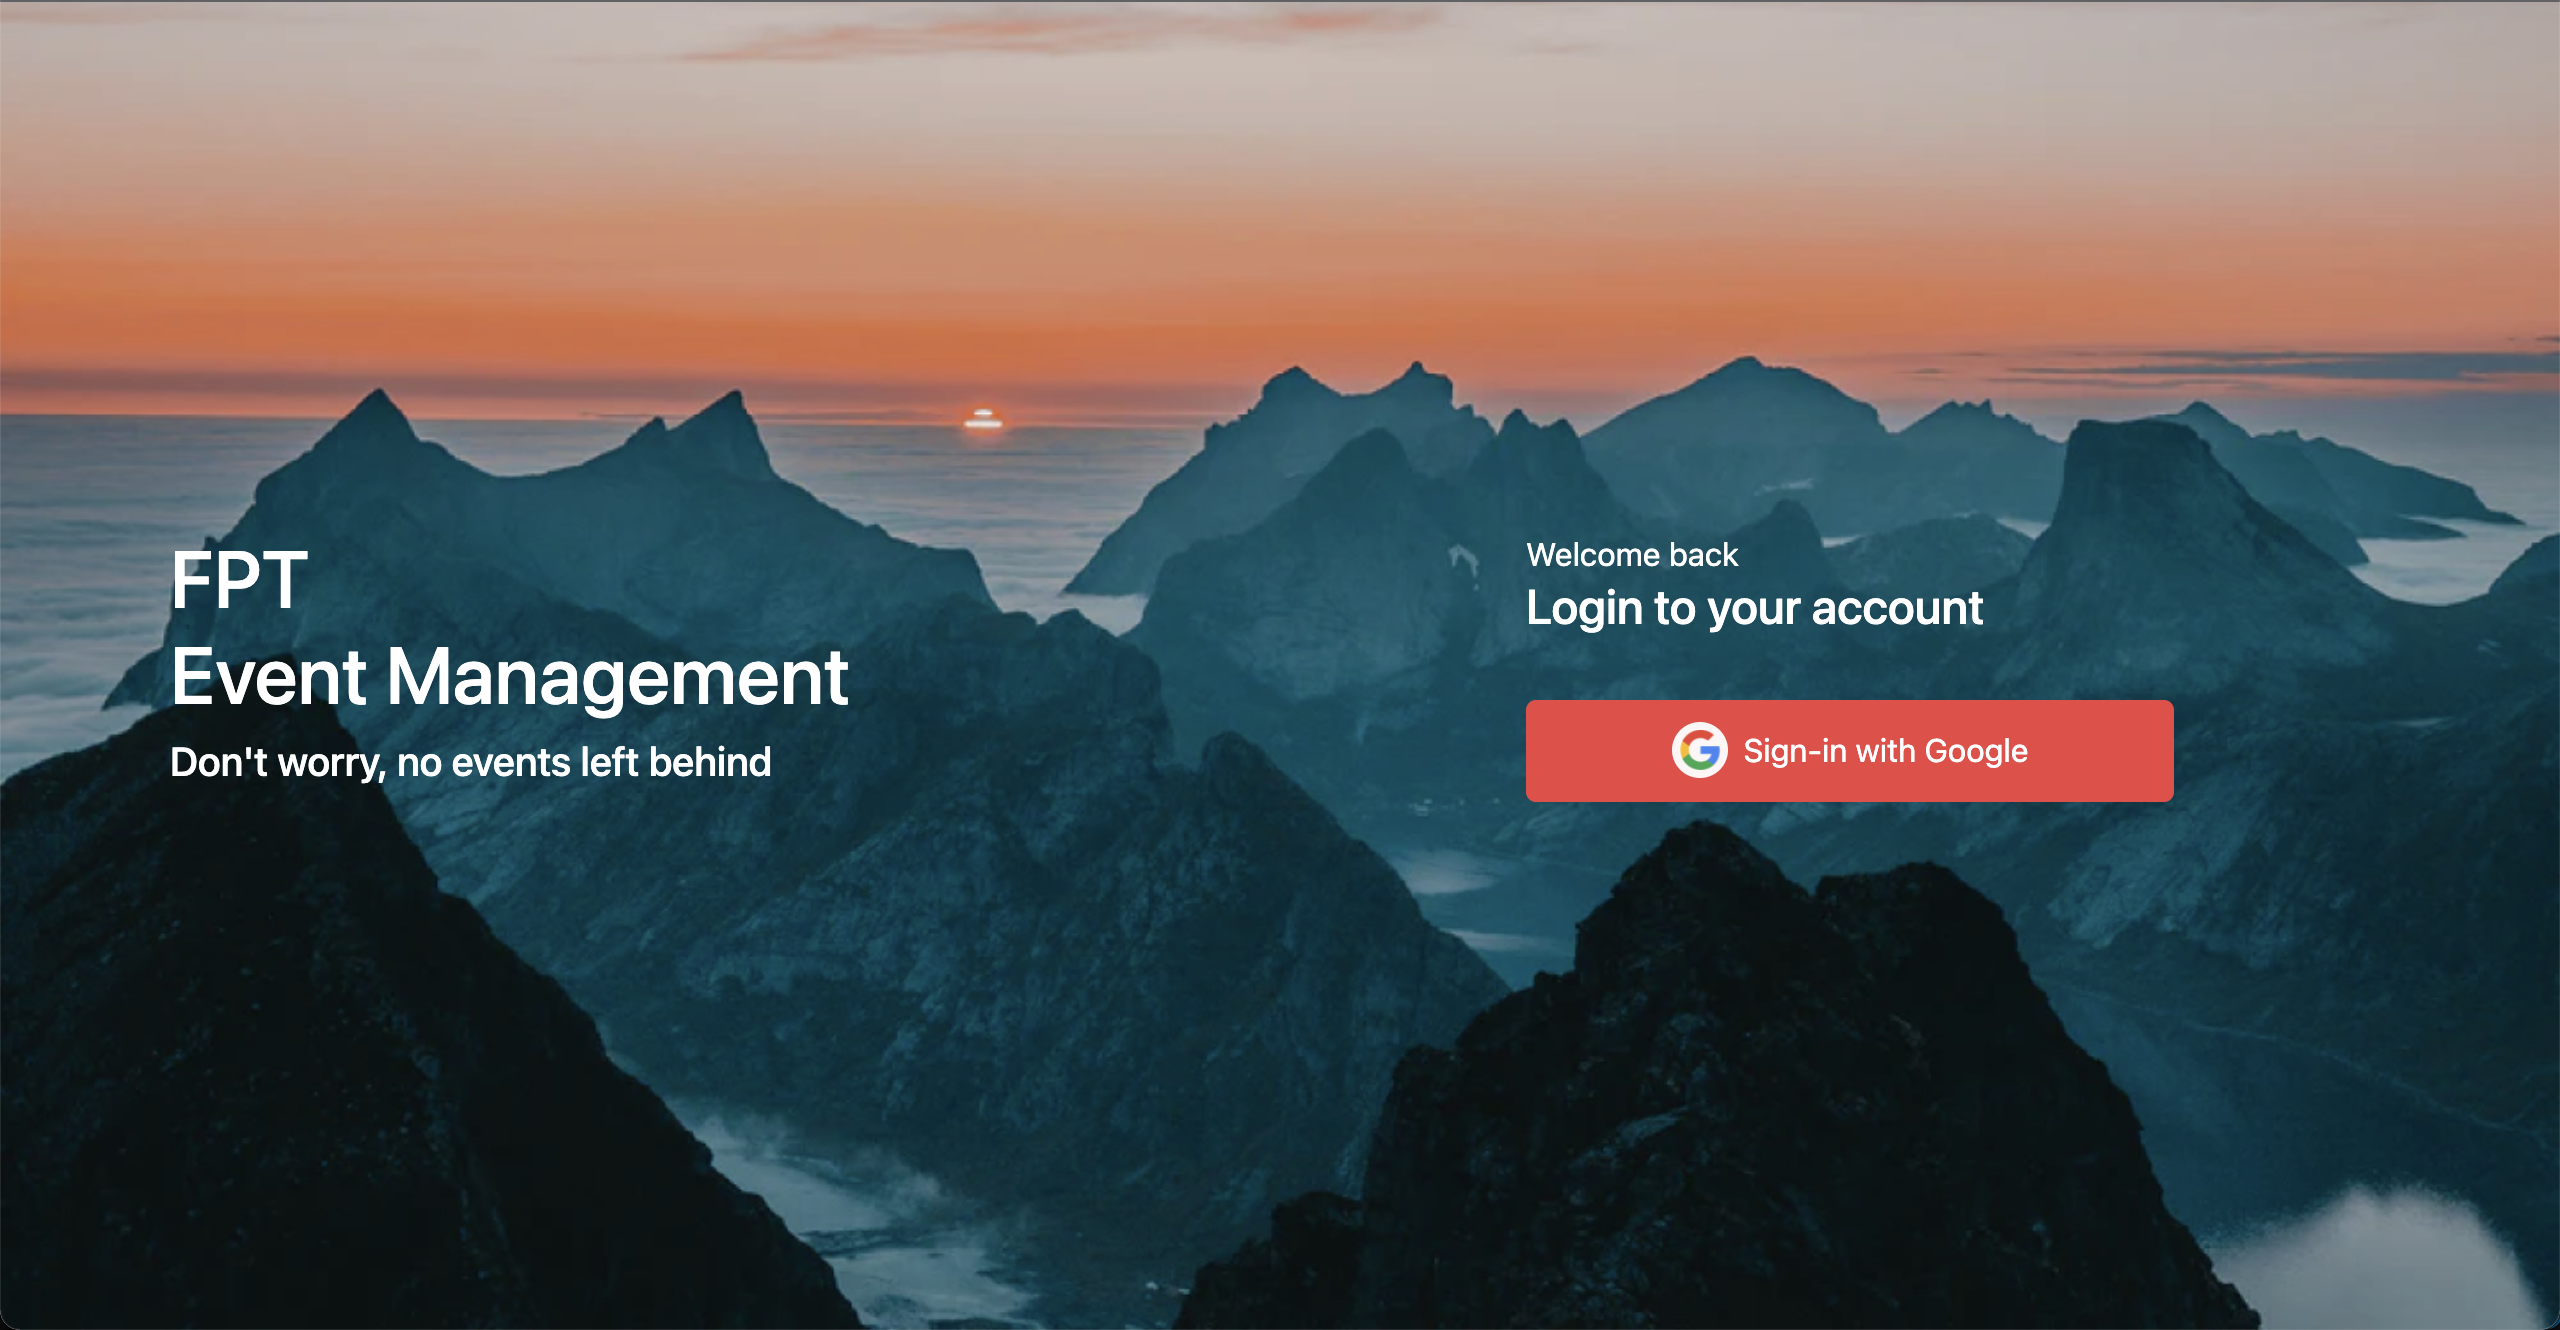 FPT
Event Management
Don't worry, no events left behind
Welcome back
Login to your account
Sign-in with Google